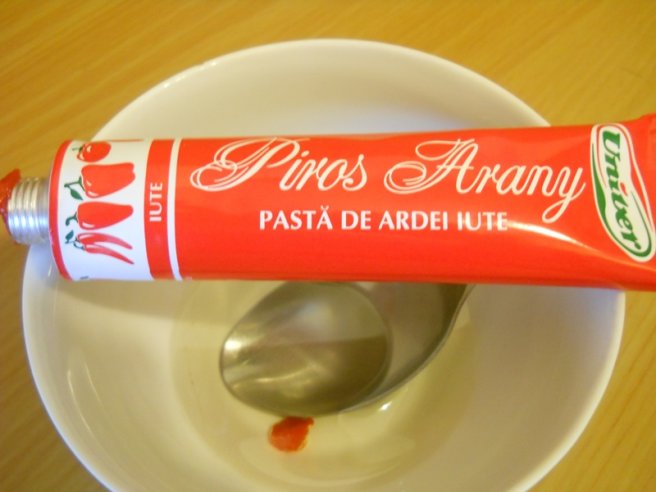 Piros Arany
PASTĂ DE ARDEI IUTE
IUTE
Univer